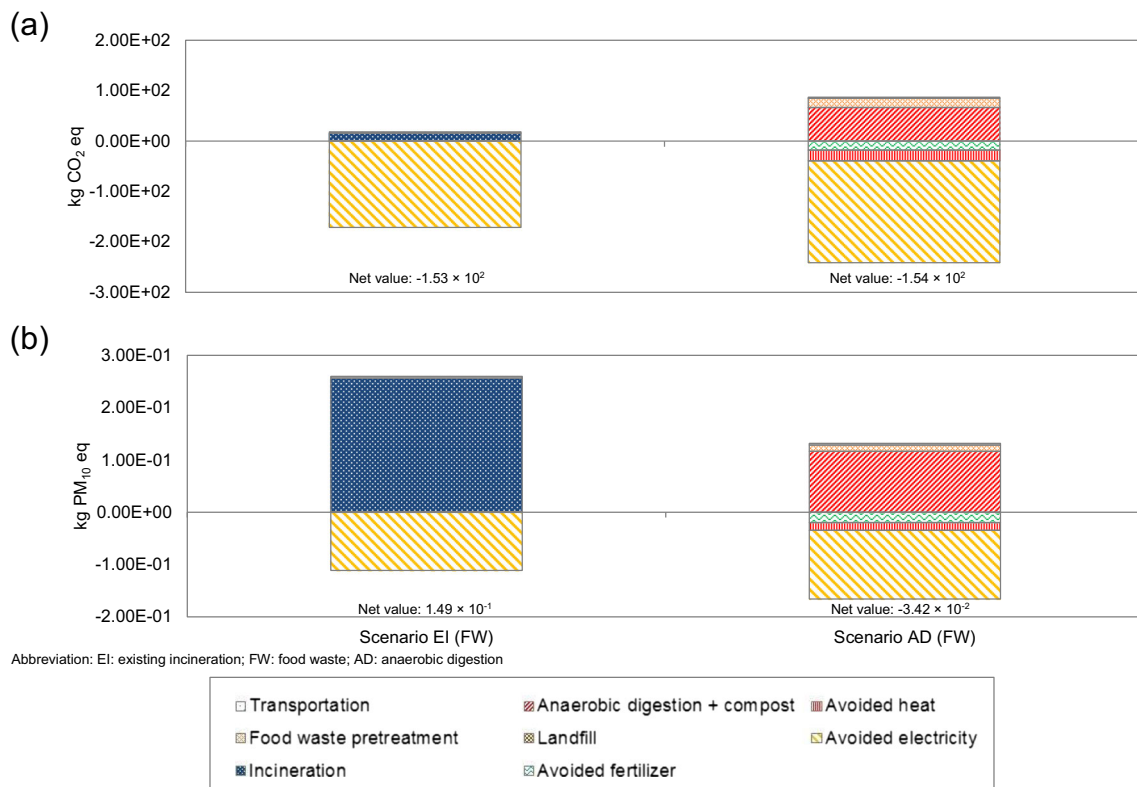 (a)
2.00E+02
1.00E+02
0.00E+00
-1.00E+02
-2.00E+02
-3.00E+02
kg CO₂ eq
Net value: -1.53 × 10²
Net value: -1.54 × 10²
(b)
3.00E-01
2.00E-01
1.00E-01
0.00E+00
-1.00E-01
-2.00E-01
kg PM₁₀ eq
Net value: 1.49 × 10⁻¹
Net value: -3.42 × 10⁻²
Scenario EI (FW)
Scenario AD (FW)
Abbreviation: EI: existing incineration; FW: food waste; AD: anaerobic digestion
Transportation
Anaerobic digestion + compost
Avoided heat
Food waste pretreatment
Landfill
Avoided electricity
Incineration
Avoided fertilizer